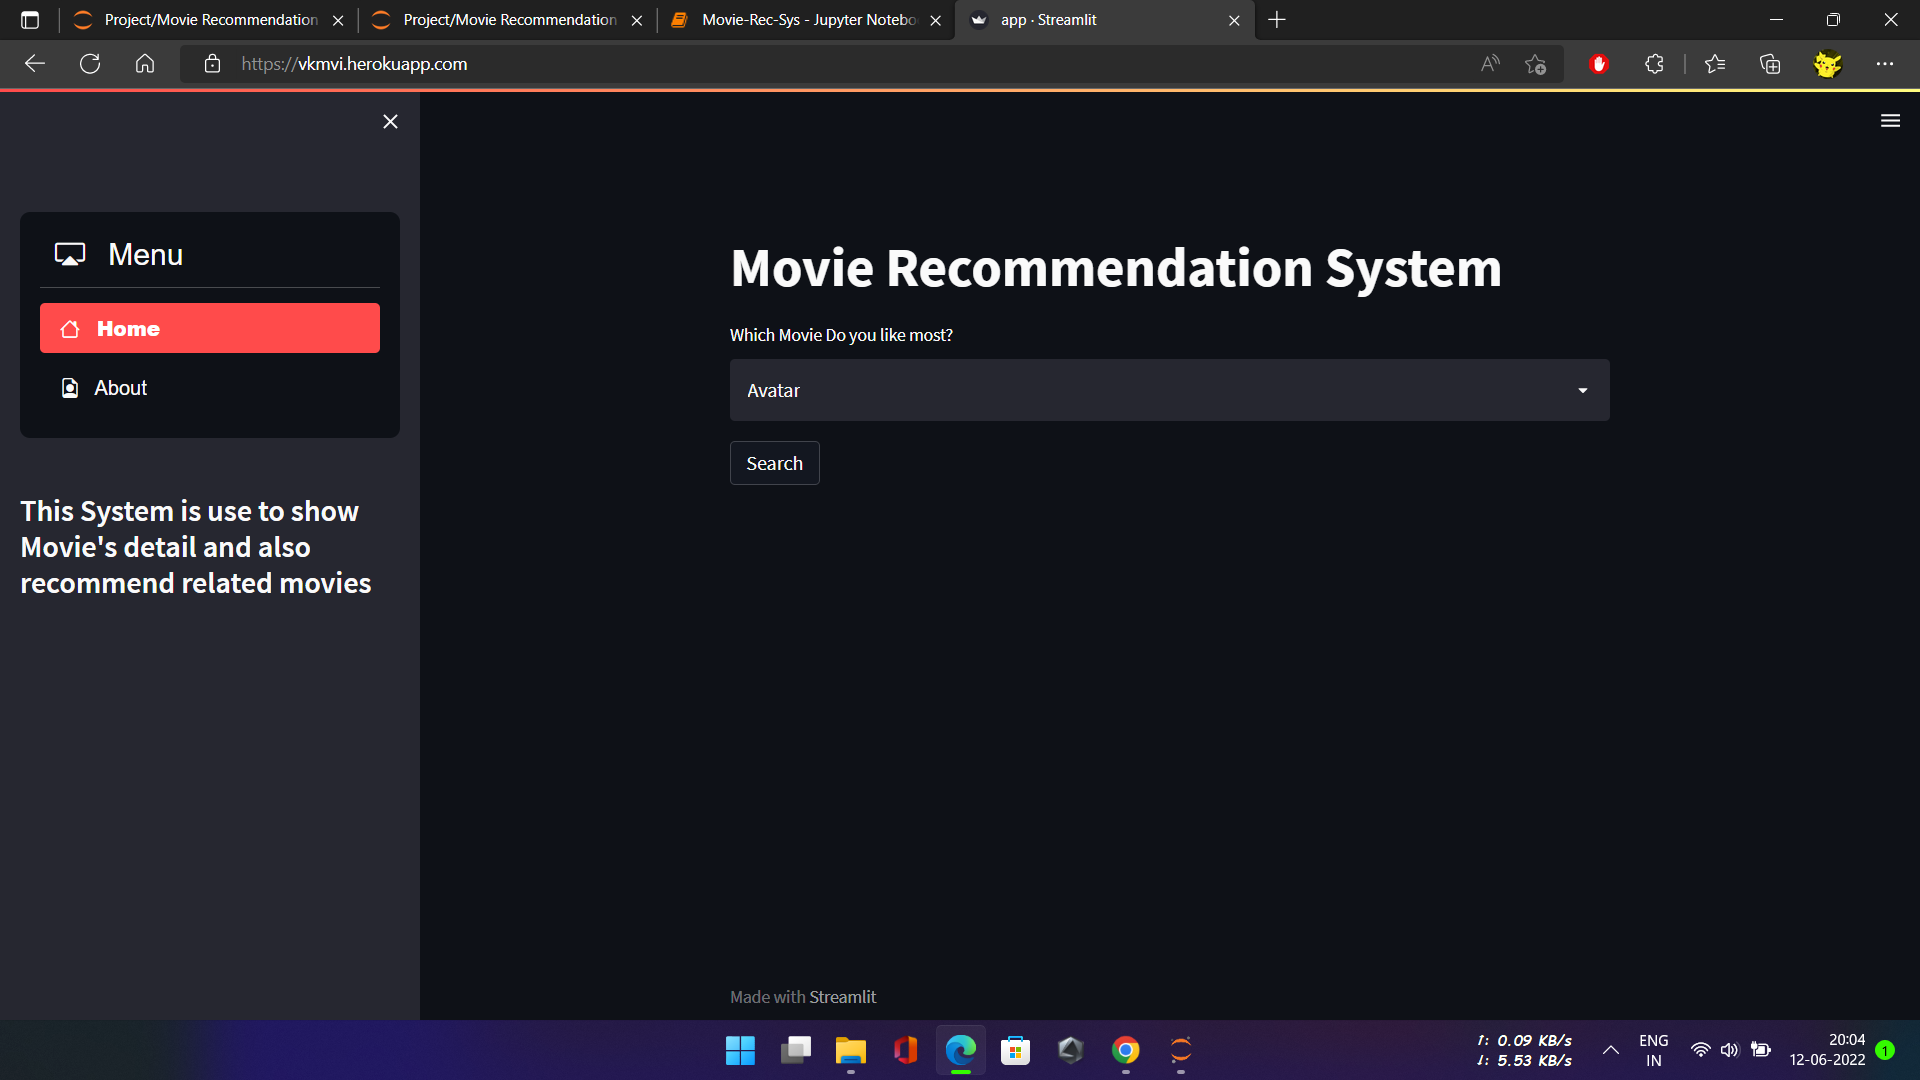 Project/Movie Recommendation
Project/Movie Recommendation
Movie-Rec-Sys - Jupyter Notebo
app · Streamlit
https://vkmvi.herokuapp.com
Menu
Home
About
This System is use to show
Movie's detail and also
recommend related movies
Movie Recommendation System
Which Movie Do you like most?
Avatar
Search
Made with Streamlit
↑: 0.09 KB/s
↓: 5.53 KB/s
ENG
IN
20:04
12-06-2022
1